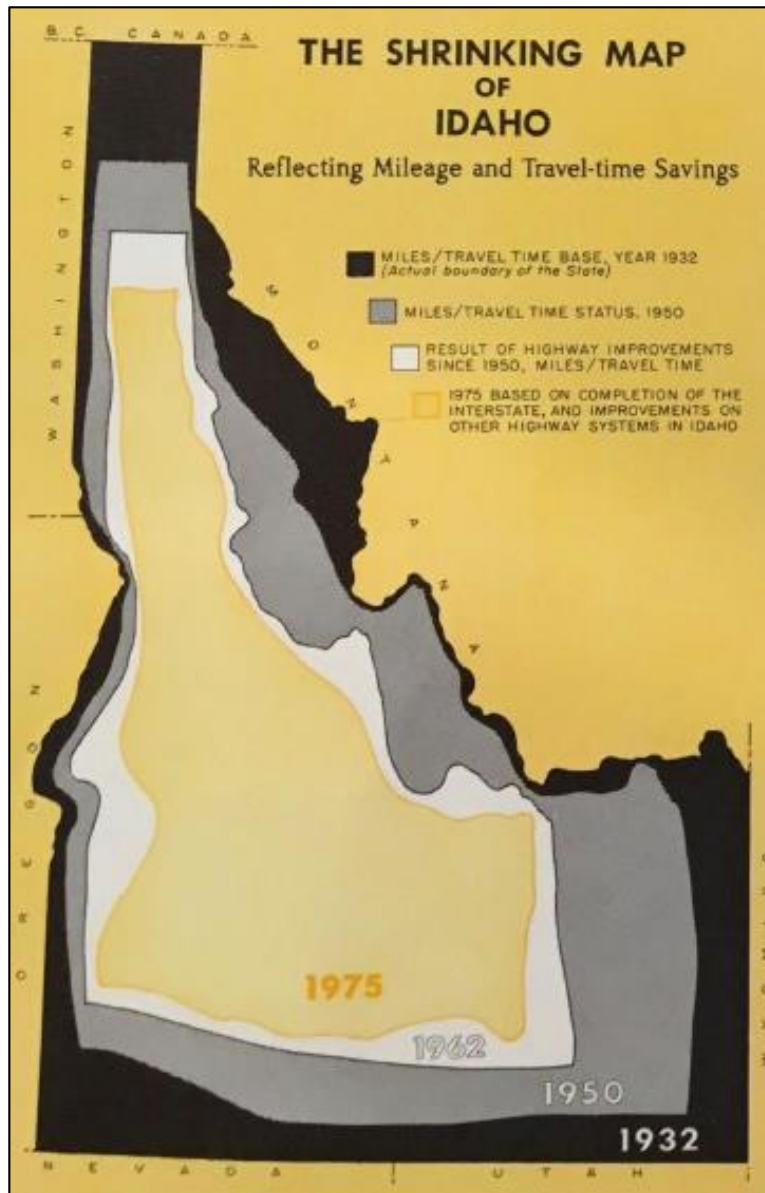 B.C. CANADA
THE SHRINKING MAP
OF
IDAHO
Reflecting Mileage and Travel-time Savings
WASHINGTON
MILES/TRAVEL TIME BASE, YEAR 1932
(Actual boundary of the State)
MONTANA
MILES/TRAVEL TIME STATUS, 1950
RESULT OF HIGHWAY IMPROVEMENTS
SINCE 1950, MILES/TRAVEL TIME
1975 BASED ON COMPLETION OF THE
INTERSTATE, AND IMPROVEMENTS ON
OTHER HIGHWAY SYSTEMS IN IDAHO
OREGON
1975
1962
1950
1932
NEVADA
UTAH